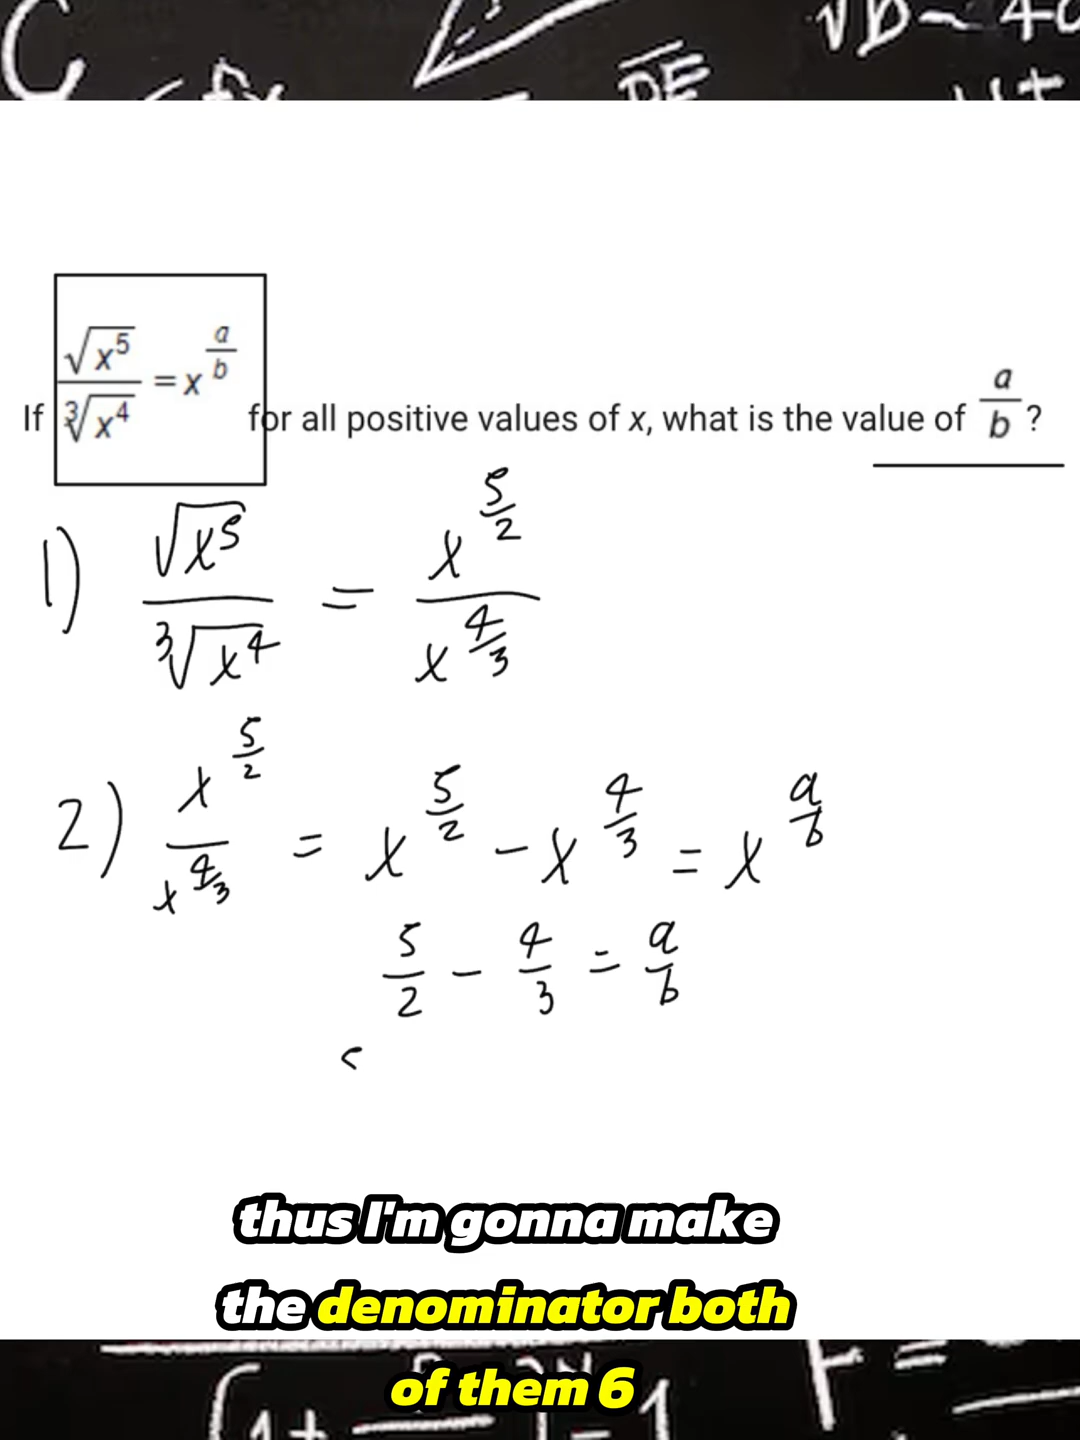 C
√b - 4c
DE
If √x⁵ / ∛x⁴ = x^(a/b) for all positive values of x, what is the value of a/b ?
1) √x⁵ / ∛x⁴ = x^(5/2) / x^(4/3)
2) x^(5/2) / x^(4/3) = x^(5/2) - x^(4/3) = x^(a/b)
5/2 - 4/3 = a/b
thus I'm gonna make
the denominator both
of them 6